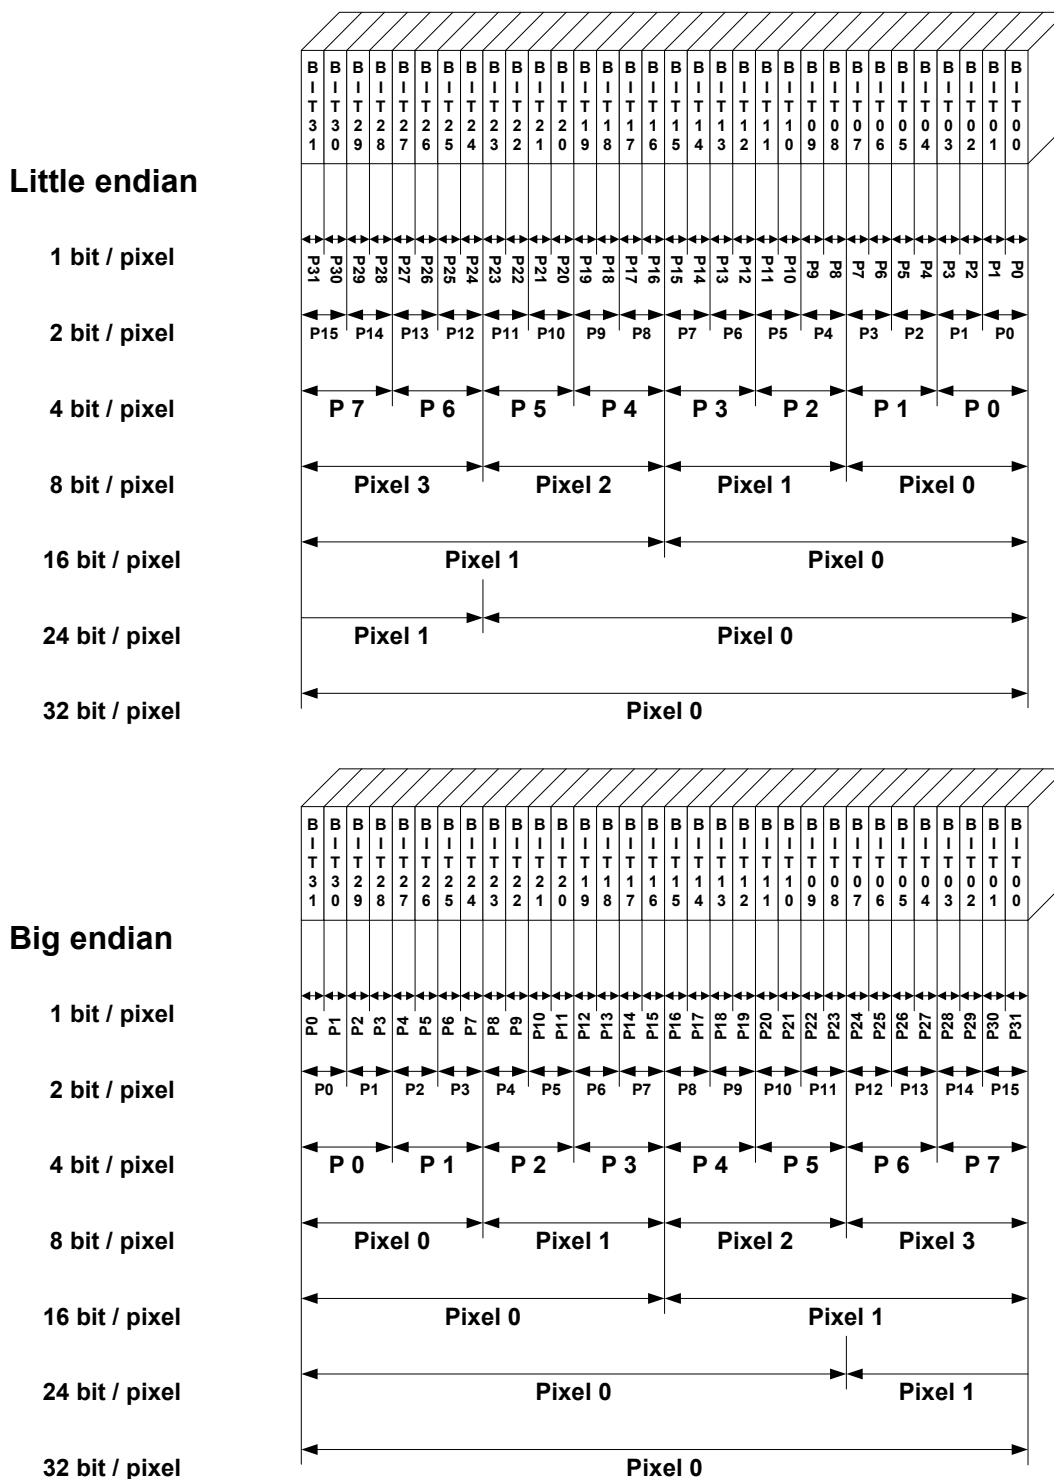 BIT31 BIT30 BIT29 BIT28 BIT27 BIT26 BIT25 BIT24 BIT23 BIT22 BIT21 BIT20 BIT19 BIT18 BIT17 BIT16 BIT15 BIT14 BIT13 BIT12 BIT11 BIT10 BIT09 BIT08 BIT07 BIT06 BIT05 BIT04 BIT03 BIT02 BIT01 BIT00
Little endian
1 bit / pixel P31 P30 P29 P28 P27 P26 P25 P24 P23 P22 P21 P20 P19 P18 P17 P16 P15 P14 P13 P12 P11 P10 P9 P8 P7 P6 P5 P4 P3 P2 P1 P0
2 bit / pixel P15 P14 P13 P12 P11 P10 P9 P8 P7 P6 P5 P4 P3 P2 P1 P0
4 bit / pixel P 7 P 6 P 5 P 4 P 3 P 2 P 1 P 0
8 bit / pixel Pixel 3 Pixel 2 Pixel 1 Pixel 0
16 bit / pixel Pixel 1 Pixel 0
24 bit / pixel Pixel 1 Pixel 0
32 bit / pixel Pixel 0
BIT31 BIT30 BIT29 BIT28 BIT27 BIT26 BIT25 BIT24 BIT23 BIT22 BIT21 BIT20 BIT19 BIT18 BIT17 BIT16 BIT15 BIT14 BIT13 BIT12 BIT11 BIT10 BIT09 BIT08 BIT07 BIT06 BIT05 BIT04 BIT03 BIT02 BIT01 BIT00
Big endian
1 bit / pixel P0 P1 P2 P3 P4 P5 P6 P7 P8 P9 P10 P11 P12 P13 P14 P15 P16 P17 P18 P19 P20 P21 P22 P23 P24 P25 P26 P27 P28 P29 P30 P31
2 bit / pixel P0 P1 P2 P3 P4 P5 P6 P7 P8 P9 P10 P11 P12 P13 P14 P15
4 bit / pixel P 0 P 1 P 2 P 3 P 4 P 5 P 6 P 7
8 bit / pixel Pixel 0 Pixel 1 Pixel 2 Pixel 3
16 bit / pixel Pixel 0 Pixel 1
24 bit / pixel Pixel 0 Pixel 1
32 bit / pixel Pixel 0